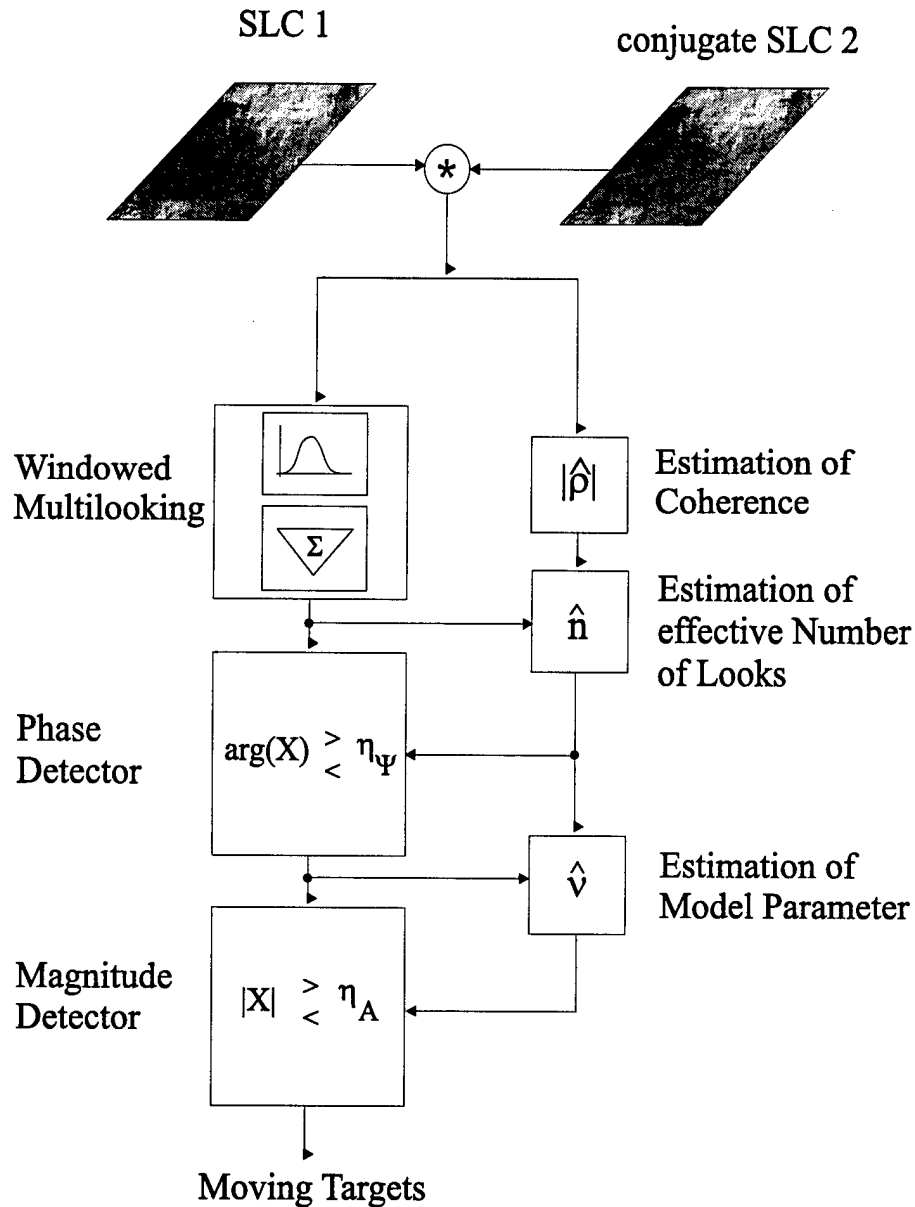 SLC 1
conjugate SLC 2
*
Windowed
Multilooking
Σ
|ρ̂|
Estimation of
Coherence
n̂
Estimation of
effective Number
of Looks
Phase
Detector
arg(X) > < η_Ψ
ν̂
Estimation of
Model Parameter
Magnitude
Detector
|X| > < η_A
Moving Targets